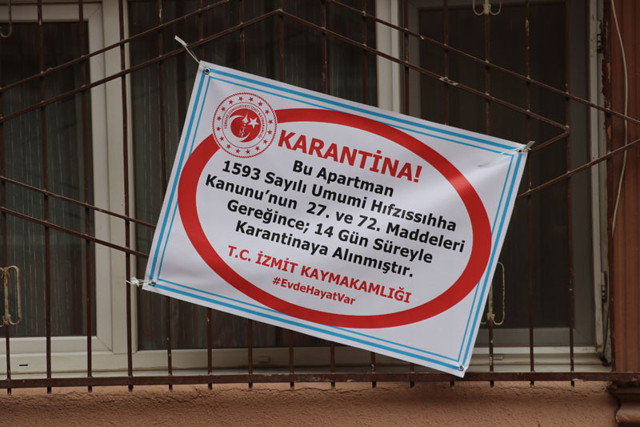 KARANTİNA!
Bu Apartman
1593 Sayılı Umumi Hıfzıssıhha
Kanunu'nun 27. ve 72. Maddeleri
Gereğince; 14 Gün Süreyle
Karantinaya Alınmıştır.
T.C. İZMİT KAYMAKAMLIĞI
#EvdeHayatVar